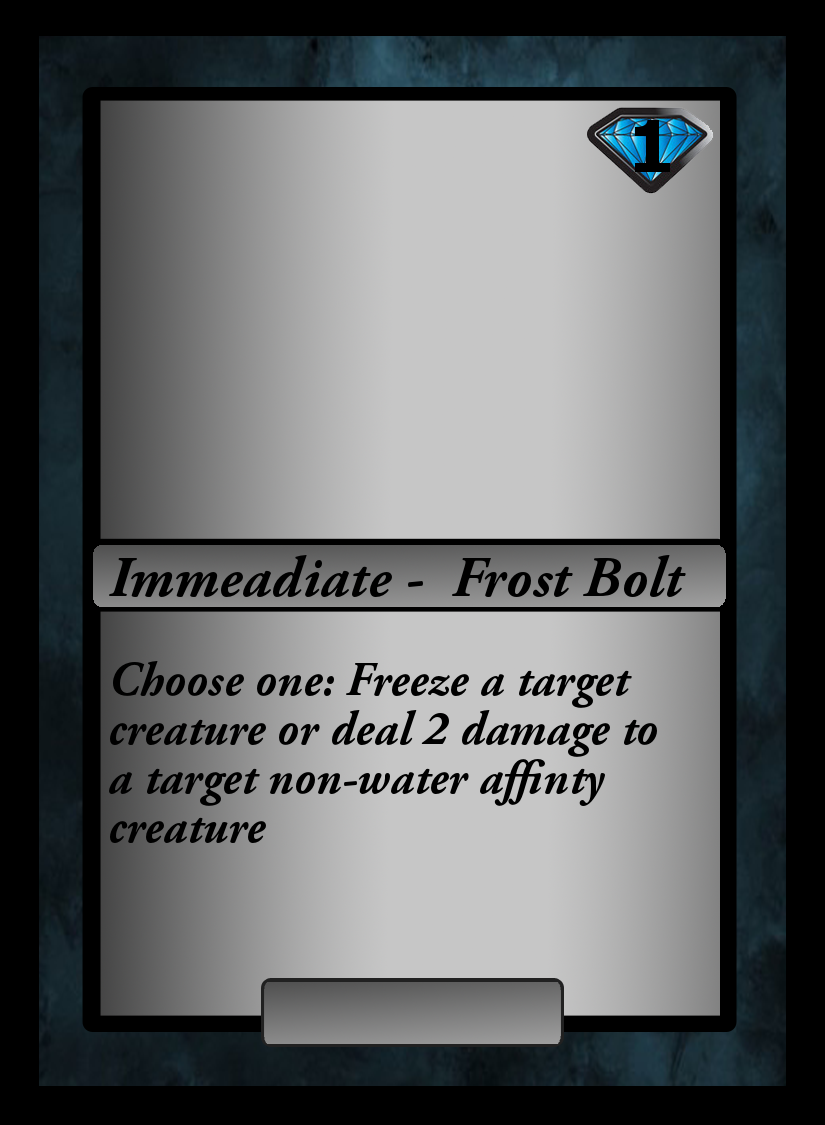 1
Immeadiate - Frost Bolt
Choose one: Freeze a target
creature or deal 2 damage to
a target non-water affinty
creature